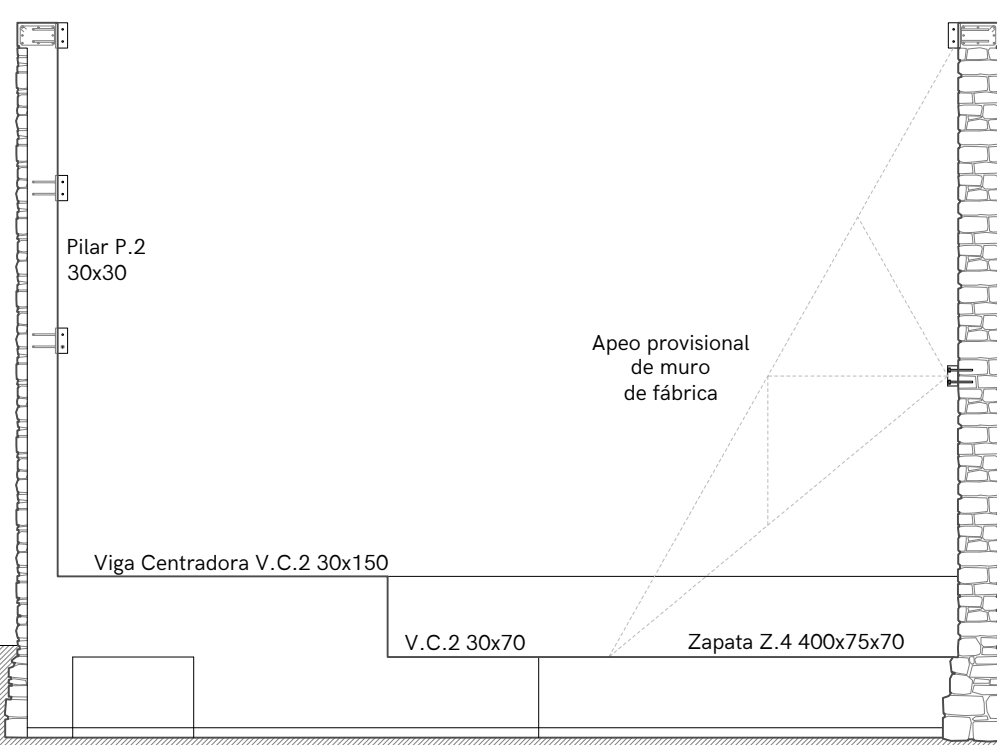 Pilar P.2
30x30
Apeo provisional
de muro
de fábrica
Viga Centradora V.C.2 30x150
V.C.2 30x70
Zapata Z.4 400x75x70